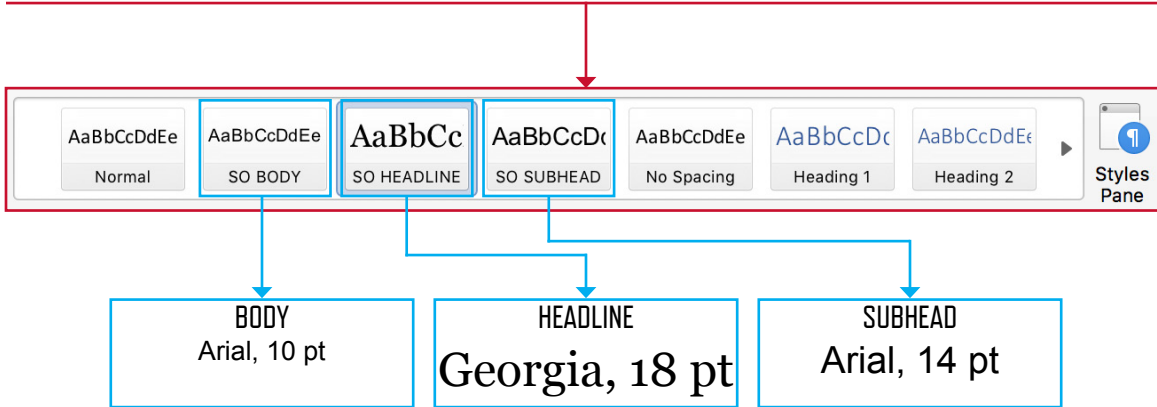 AaBbCcDdEe AaBbCcDdEe AaBbCc AaBbCcDc AaBbCcDdEe AaBbCcDc AaBbCcDdEe
Normal SO BODY SO HEADLINE SO SUBHEAD No Spacing Heading 1 Heading 2
Styles
Pane
BODY
Arial, 10 pt
HEADLINE
Georgia, 18 pt
SUBHEAD
Arial, 14 pt